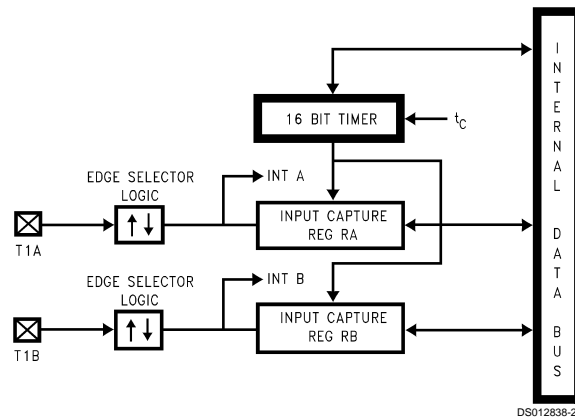 INTERNAL DATA BUS
16 BIT TIMER
tC
EDGE SELECTOR
LOGIC
INT A
INPUT CAPTURE
REG RA
T1A
EDGE SELECTOR
LOGIC
INT B
INPUT CAPTURE
REG RB
T1B
DS012838-2